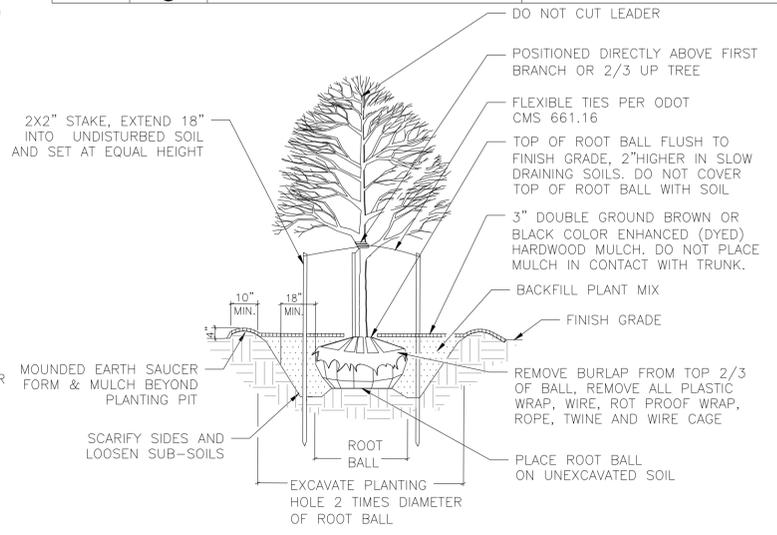 DO NOT CUT LEADER
POSITIONED DIRECTLY ABOVE FIRST
BRANCH OR 2/3 UP TREE
FLEXIBLE TIES PER ODOT
CMS 661.16
2X2" STAKE, EXTEND 18"
INTO UNDISTURBED SOIL
AND SET AT EQUAL HEIGHT
TOP OF ROOT BALL FLUSH TO
FINISH GRADE, 2"HIGHER IN SLOW
DRAINING SOILS. DO NOT COVER
TOP OF ROOT BALL WITH SOIL
3" DOUBLE GROUND BROWN OR
BLACK COLOR ENHANCED (DYED)
HARDWOOD MULCH. DO NOT PLACE
MULCH IN CONTACT WITH TRUNK.
BACKFILL PLANT MIX
10"
MIN.
18"
MIN.
4"
FINISH GRADE
MOUNDED EARTH SAUCER
FORM & MULCH BEYOND
PLANTING PIT
R
REMOVE BURLAP FROM TOP 2/3
OF BALL, REMOVE ALL PLASTIC
WRAP, WIRE, ROT PROOF WRAP,
ROPE, TWINE AND WIRE CAGE
SCARIFY SIDES AND
LOOSEN SUB-SOILS
ROOT
BALL
PLACE ROOT BALL
ON UNEXCAVATED SOIL
EXCAVATE PLANTING
HOLE 2 TIMES DIAMETER
OF ROOT BALL